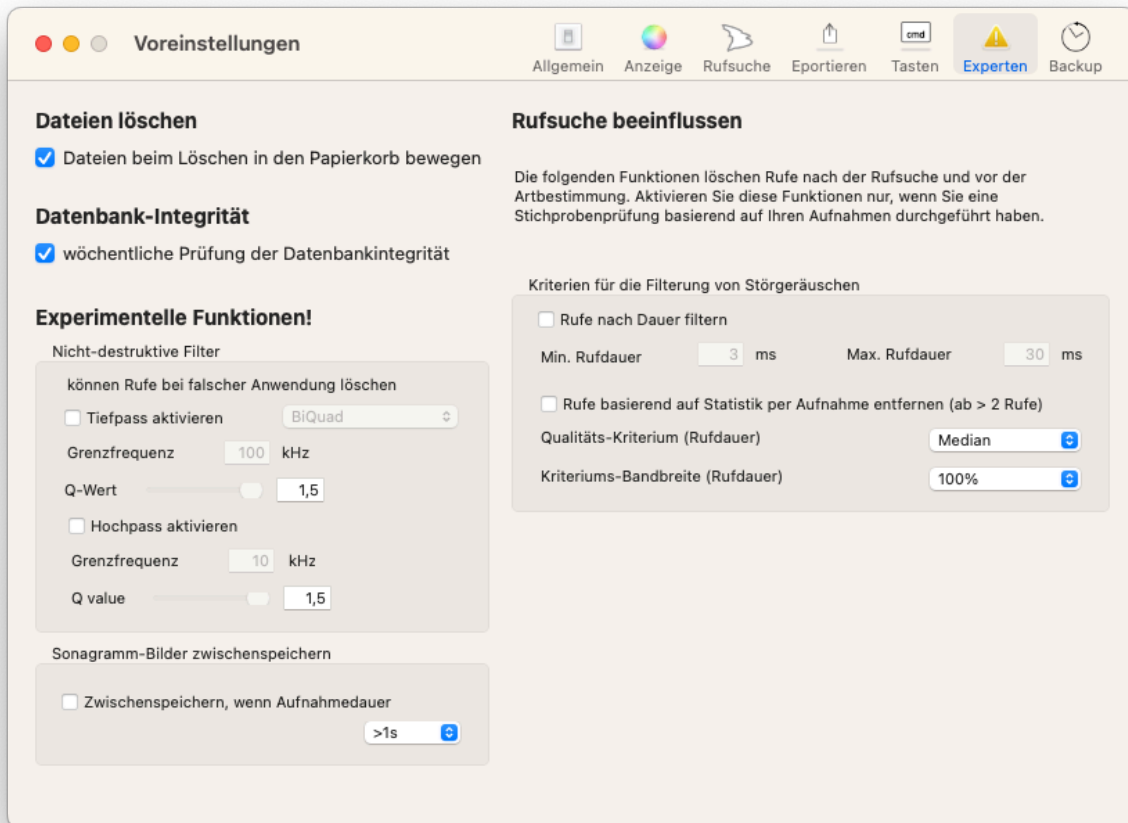 Voreinstellungen
Allgemein
Anzeige
Rufsuche
Eportieren
cmd
Tasten
Experten
Backup
Dateien löschen
Dateien beim Löschen in den Papierkorb bewegen
Datenbank-Integrität
wöchentliche Prüfung der Datenbankintegrität
Experimentelle Funktionen!
Nicht-destruktive Filter
können Rufe bei falscher Anwendung löschen
Tiefpass aktivieren
BiQuad
Grenzfrequenz 100 kHz
Q-Wert 1,5
Hochpass aktivieren
Grenzfrequenz 10 kHz
Q value 1,5
Sonagramm-Bilder zwischenspeichern
Zwischenspeichern, wenn Aufnahmedauer
>1s
Rufsuche beeinflussen
Die folgenden Funktionen löschen Rufe nach der Rufsuche und vor der
Artbestimmung. Aktivieren Sie diese Funktionen nur, wenn Sie eine
Stichprobenprüfung basierend auf Ihren Aufnahmen durchgeführt haben.
Kriterien für die Filterung von Störgeräuschen
Rufe nach Dauer filtern
Min. Rufdauer 3 ms Max. Rufdauer 30 ms
Rufe basierend auf Statistik per Aufnahme entfernen (ab > 2 Rufe)
Qualitäts-Kriterium (Rufdauer) Median
Kriteriums-Bandbreite (Rufdauer) 100%